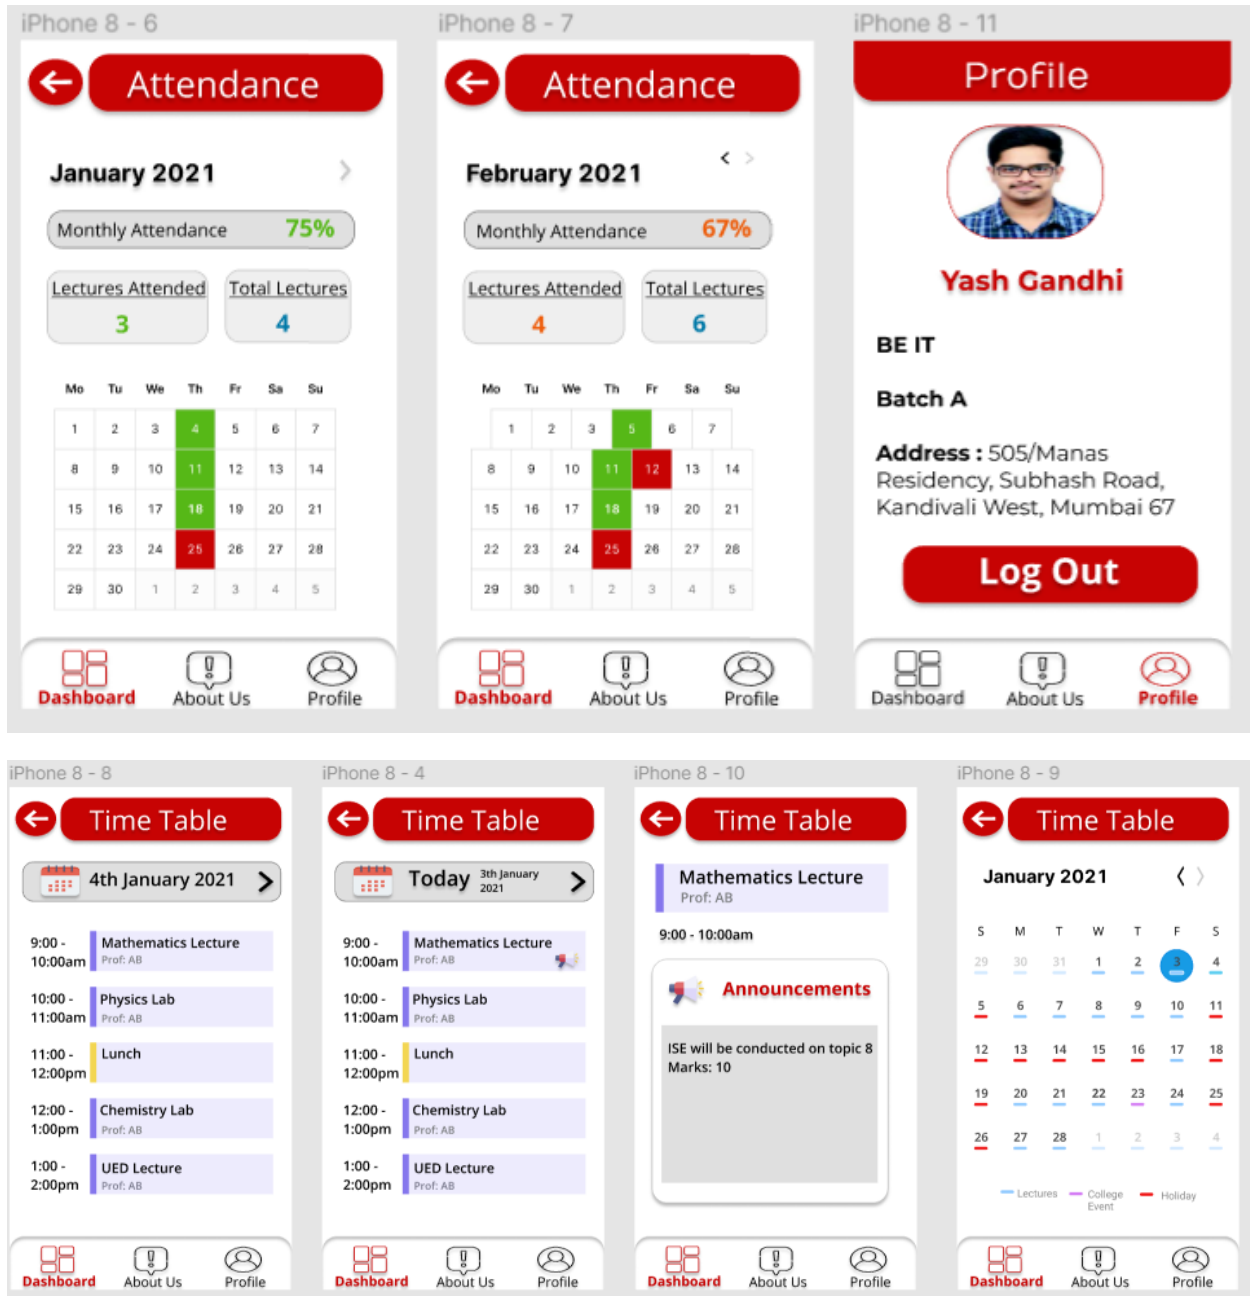 iPhone 8 - 6
Attendance
January 2021
Monthly Attendance 75%
Lectures Attended Total Lectures
3 4
Mo Tu We Th Fr Sa Su
1 2 3 4 5 6 7
8 9 10 11 12 13 14
15 16 17 18 19 20 21
22 23 24 25 26 27 28
29 30 1 2 3 4 5
Dashboard About Us Profile
iPhone 8 - 7
Attendance
February 2021
Monthly Attendance 67%
Lectures Attended Total Lectures
4 6
Mo Tu We Th Fr Sa Su
1 2 3 5 6 7
8 9 10 11 12 13 14
15 16 17 18 19 20 21
22 23 24 25 26 27 28
29 30 1 2 3 4 5
Dashboard About Us Profile
iPhone 8 - 11
Profile
Yash Gandhi
BE IT
Batch A
Address : 505/Manas
Residency, Subhash Road,
Kandivali West, Mumbai 67
Log Out
Dashboard About Us Profile
iPhone 8 - 8
Time Table
4th January 2021
9:00 - Mathematics Lecture
10:00am Prof: AB
10:00 - Physics Lab
11:00am Prof: AB
11:00 - Lunch
12:00pm
12:00 - Chemistry Lab
1:00pm Prof: AB
1:00 - UED Lecture
2:00pm Prof: AB
Dashboard About Us Profile
iPhone 8 - 4
Time Table
Today 3th January
2021
9:00 - Mathematics Lecture
10:00am Prof: AB
10:00 - Physics Lab
11:00am Prof: AB
11:00 - Lunch
12:00pm
12:00 - Chemistry Lab
1:00pm Prof: AB
1:00 - UED Lecture
2:00pm Prof: AB
Dashboard About Us Profile
iPhone 8 - 10
Time Table
Mathematics Lecture
Prof: AB
9:00 - 10:00am
Announcements
ISE will be conducted on topic 8
Marks: 10
Dashboard About Us Profile
iPhone 8 - 9
Time Table
January 2021
S M T W T F S
29 30 31 1 2 3 4
5 6 7 8 9 10 11
12 13 14 15 16 17 18
19 20 21 22 23 24 25
26 27 28 1 2 3 4
Lectures College Holiday
Event
Dashboard About Us Profile